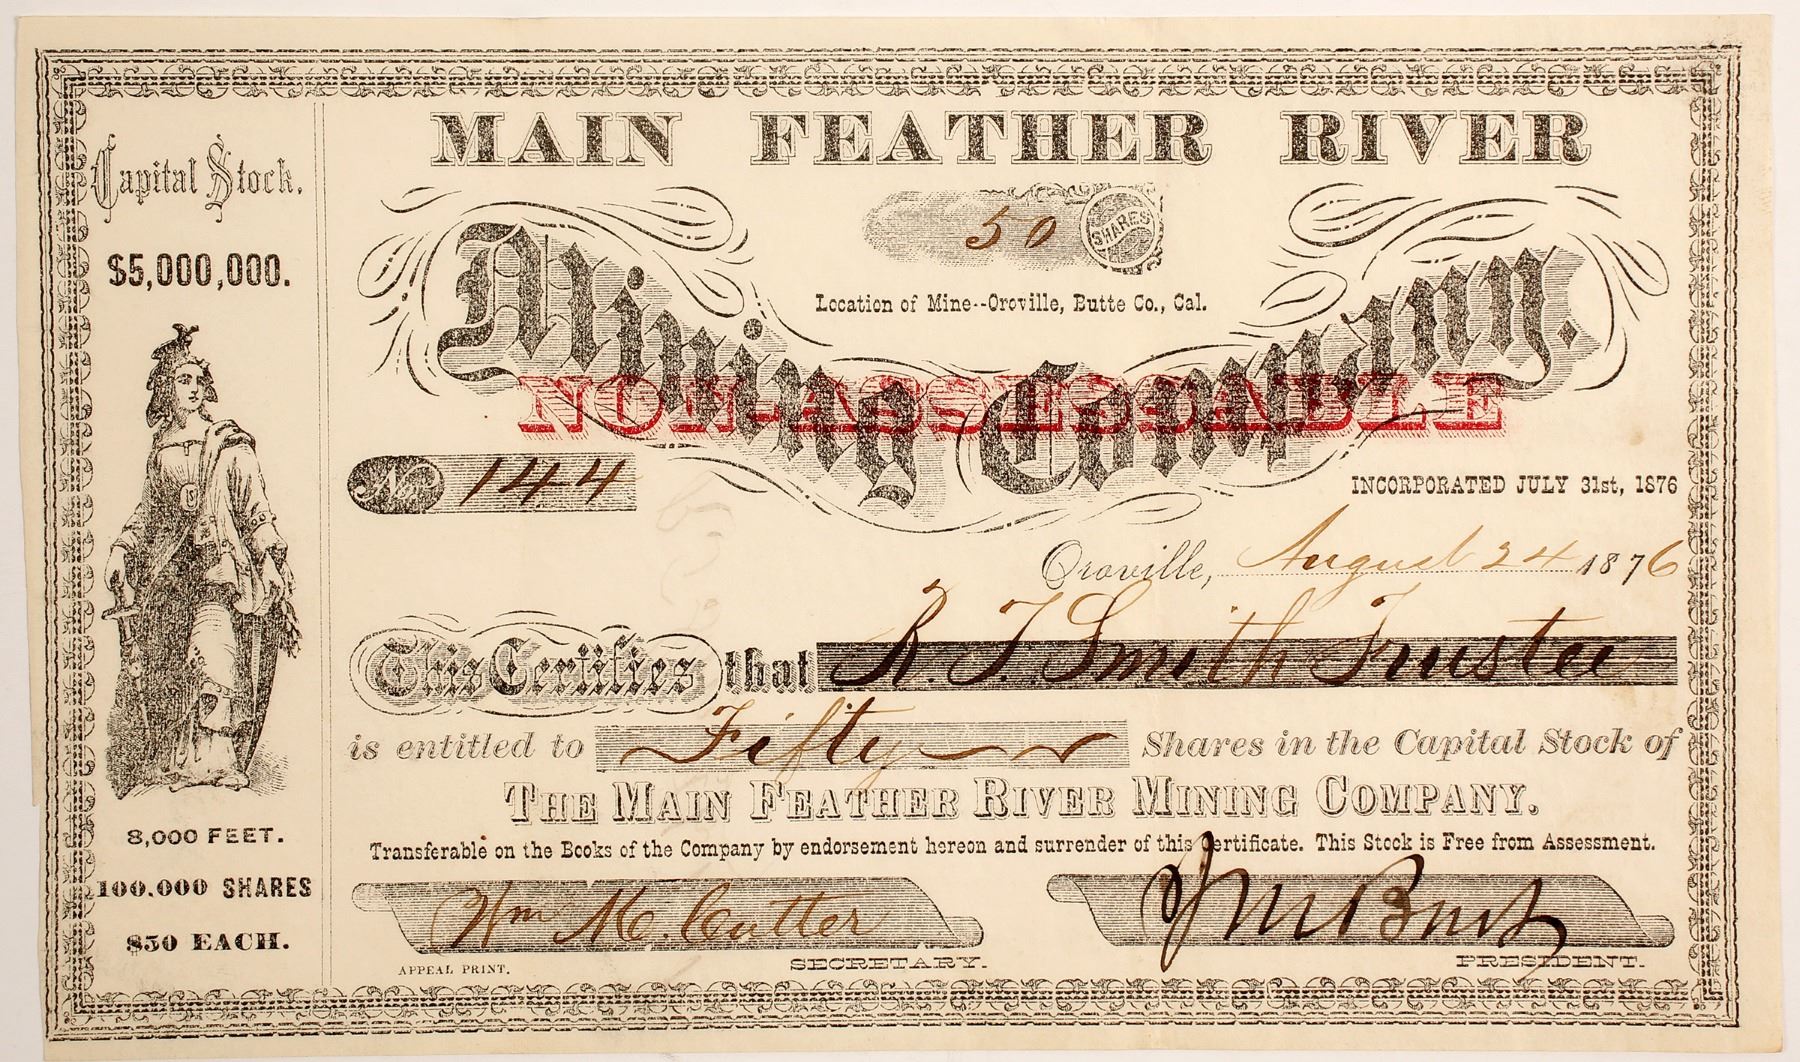 Capital Stock.
$5,000,000.
8,000 FEET.
100,000 SHARES
$50 EACH.
MAIN FEATHER RIVER
50 SHARES
Location of Mine--Oroville, Butte Co., Cal.
Mining Company.
NON-ASSESSABLE
No. 144
INCORPORATED JULY 31st, 1876
Oroville, August 24 1876
This Certifies that R. T. Smith Trustee
is entitled to Fifty Shares in the Capital Stock of
THE MAIN FEATHER RIVER MINING COMPANY.
Transferable on the Books of the Company by endorsement hereon and surrender of this Certificate. This Stock is Free from Assessment.
Wm M. Cutter
APPEAL PRINT.
SECRETARY.
PRESIDENT.